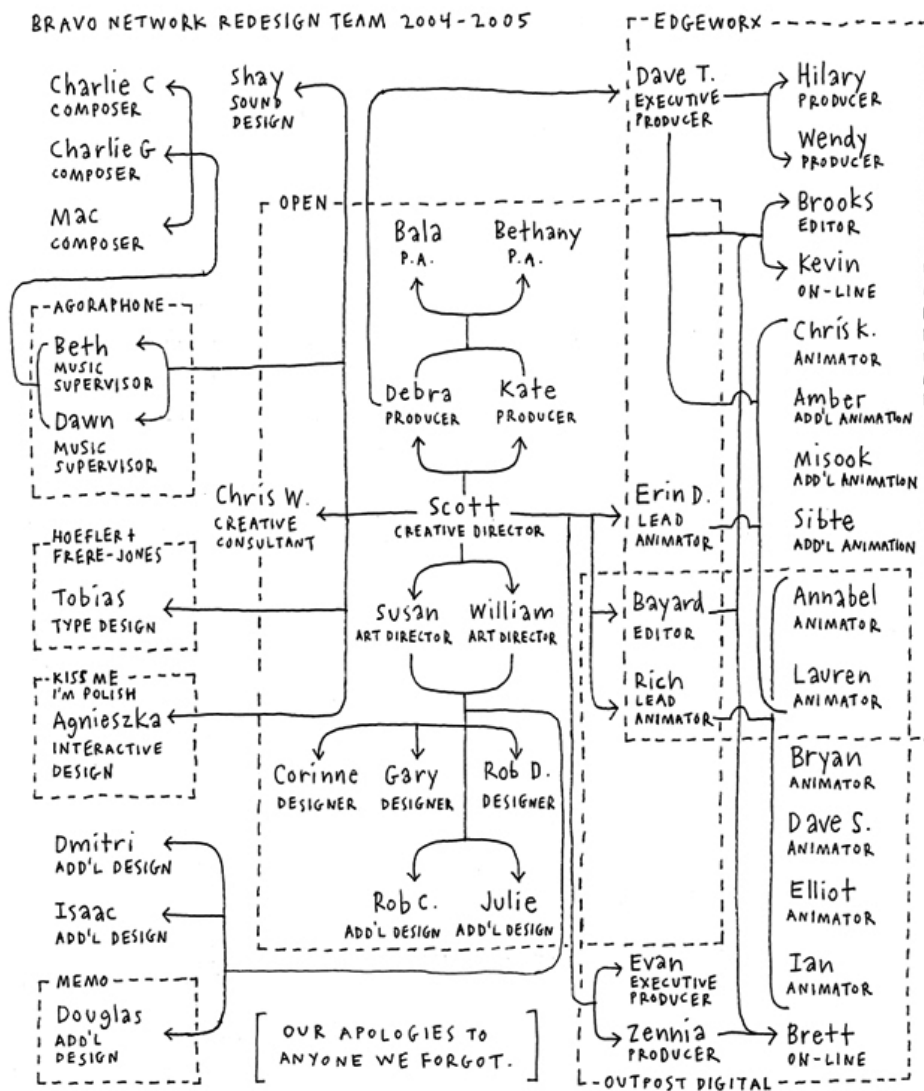 BRAVO NETWORK REDESIGN TEAM 2004-2005
EDGEWORX
Charlie C
COMPOSER
Charlie G
COMPOSER
Mac
COMPOSER
Shay
SOUND
DESIGN
Dave T.
EXECUTIVE
PRODUCER
Hilary
PRODUCER
Wendy
PRODUCER
Brooks
EDITOR
Kevin
ON-LINE
OPEN
Bala
P.A.
Bethany
P.A.
AGORAPHONE
Beth
MUSIC
SUPERVISOR
Dawn
MUSIC
SUPERVISOR
Debra
PRODUCER
Kate
PRODUCER
Chris K.
ANIMATOR
Amber
ADD'L ANIMATION
Misook
ADD'L ANIMATION
Sibte
ADD'L ANIMATION
Chris W.
CREATIVE
CONSULTANT
Scott
CREATIVE DIRECTOR
Erin D.
LEAD
ANIMATOR
HOEFLER +
FRERE-JONES
Tobias
TYPE DESIGN
Susan
ART DIRECTOR
William
ART DIRECTOR
Bayard
EDITOR
Annabel
ANIMATOR
KISS ME
I'M POLISH
Agnieszka
INTERACTIVE
DESIGN
Rich
LEAD
ANIMATOR
Lauren
ANIMATOR
Corinne
DESIGNER
Gary
DESIGNER
Rob D.
DESIGNER
Bryan
ANIMATOR
Dave S.
ANIMATOR
Elliot
ANIMATOR
Ian
ANIMATOR
Dmitri
ADD'L DESIGN
Isaac
ADD'L DESIGN
Rob C.
ADD'L DESIGN
Julie
ADD'L DESIGN
MEMO
Douglas
ADD'L
DESIGN
OUR APOLOGIES TO
ANYONE WE FORGOT.
Evan
EXECUTIVE
PRODUCER
Zennia
PRODUCER
Brett
ON-LINE
OUTPOST DIGITAL